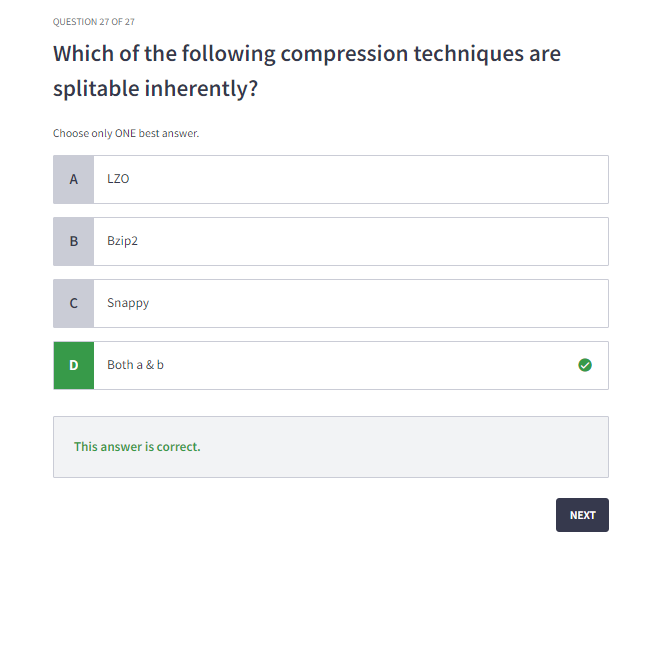 QUESTION 27 OF 27
Which of the following compression techniques are
splitable inherently?
Choose only ONE best answer.
A LZO
B Bzip2
C Snappy
D Both a & b
This answer is correct.
NEXT